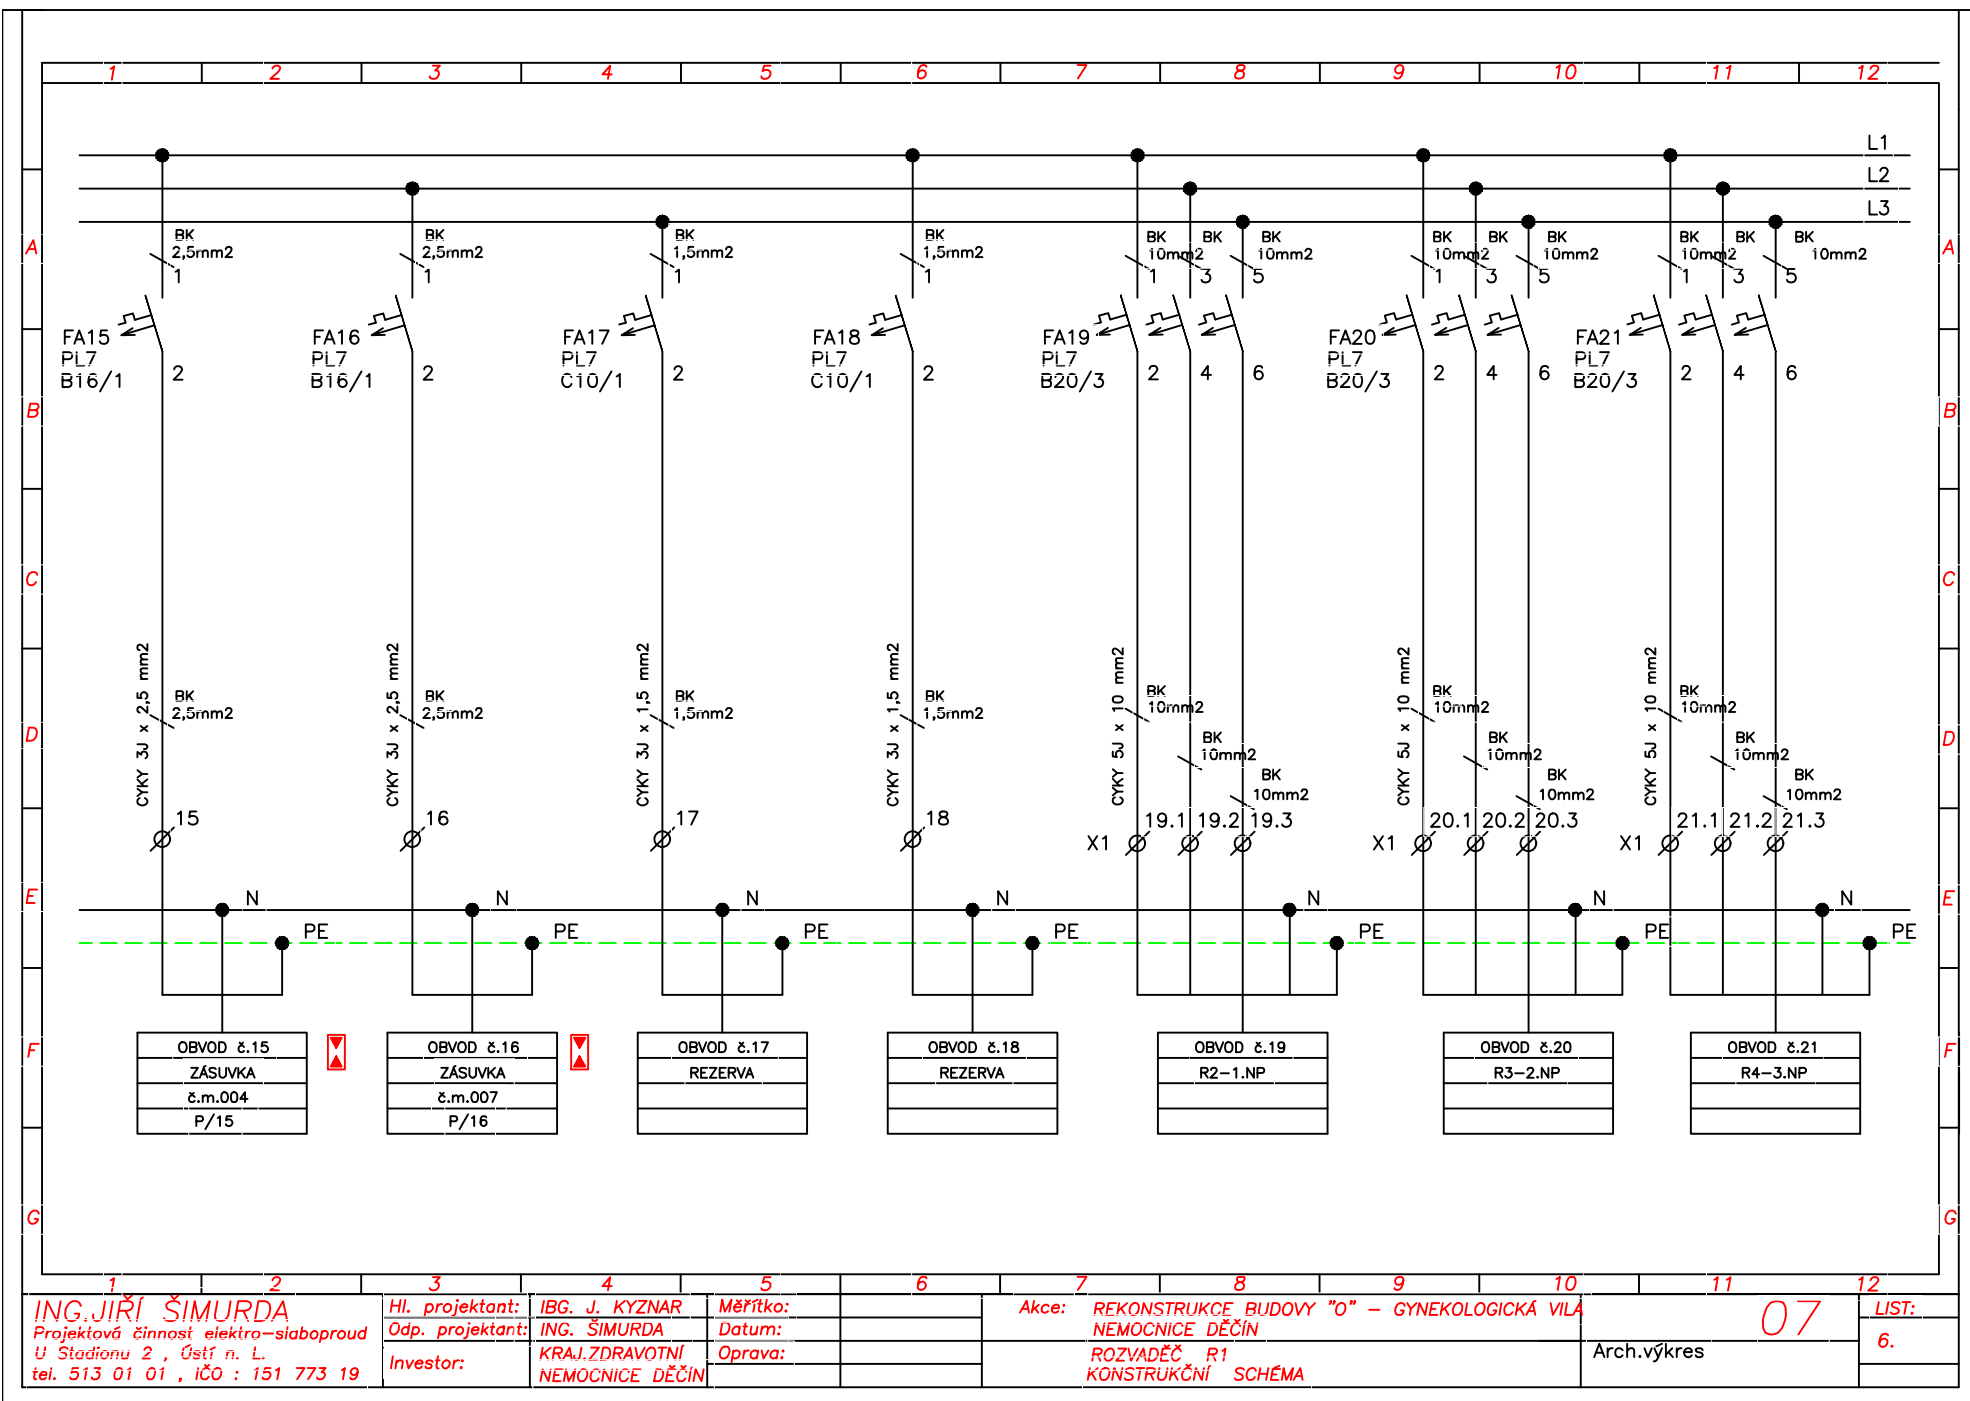 1 2 3 4 5 6 7 8 9 10 11 12
L1
L2
L3
A A
BK BK BK BK BK BK BK BK BK BK BK BK BK
2,5mm2 2,5mm2 1,5mm2 1,5mm2 10mm2 10mm2 10mm2 10mm2 10mm2 10mm2
1 1 1 1 1 3 5 1 3 5 1 3 5
FA15 FA16 FA17 FA18 FA19 FA20 FA21
PL7 PL7 PL7 PL7 PL7 PL7 PL7
B16/1 2 B16/1 2 C10/1 2 C10/1 2 B20/3 2 4 6 B20/3 2 4 6 B20/3 2 4 6
B B
C C
CYKY 3J x 2,5 mm2
CYKY 3J x 2,5 mm2
CYKY 3J x 1,5 mm2
CYKY 3J x 1,5 mm2
CYKY 5J x 10 mm2
CYKY 5J x 10 mm2
CYKY 5J x 10 mm2
BK BK BK BK BK BK BK
2,5mm2 2,5mm2 1,5mm2 1,5mm2 10mm2 10mm2 10mm2
D D
BK BK BK
10mm2 10mm2 10mm2
BK BK BK
10mm2 10mm2 10mm2
15 16 17 18 19.1 19.2 19.3 20.1 20.2 20.3 21.1 21.2 21.3
X1 X1 X1
E N N N N N N N E
PE PE PE PE PE PE PE
F F
OBVOD č.15
ZÁSUVKA
č.m.004
P/15
OBVOD č.16
ZÁSUVKA
č.m.007
P/16
OBVOD č.17
REZERVA
OBVOD č.18
REZERVA
OBVOD č.19
R2-1.NP
OBVOD č.20
R3-2.NP
OBVOD č.21
R4-3.NP
G G
1 2 3 4 5 6 7 8 9 10 11 12
ING.JIŘÍ ŠIMURDA
Projektová činnost elektro-slaboproud
U Stadionu 2 , Ústí n. L.
tel. 513 01 01 , IČO : 151 773 19
Hl. projektant: IBG. J. KYZNAR
Odp. projektant: ING. ŠIMURDA
Investor: KRAJ.ZDRAVOTNÍ
NEMOCNICE DĚČÍN
Měřítko:
Datum:
Oprava:
Akce: REKONSTRUKCE BUDOVY "O" - GYNEKOLOGICKÁ VILA
NEMOCNICE DĚČÍN
ROZVADĚČ R1
KONSTRUKČNÍ SCHÉMA
07
Arch.výkres
LIST:
6.